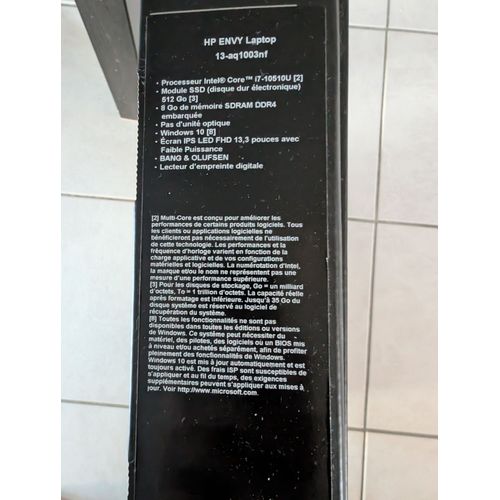 HP ENVY Laptop
13-aq1003nf
- Processeur Intel® Core™ i7-10510U [2]
- Module SSD (disque dur électronique)
512 Go [3]
- 8 Go de mémoire SDRAM DDR4
embarquée
- Pas d'unité optique
- Windows 10 [8]
- Écran IPS LED FHD 13,3 pouces avec
Faible Puissance
- BANG & OLUFSEN
- Lecteur d'empreinte digitale
[2] Multi-Core est conçu pour améliorer les
performances de certains produits logiciels. Tous
les clients ou applications logicielles ne
bénéficieront pas nécessairement de l'utilisation
de cette technologie. Les performances et la
fréquence d'horloge varient en fonction de la
charge applicative et de vos configurations
matérielles et logicielles. La numérotation d'Intel,
la marque et/ou le nom ne représentent pas une
mesure d'une performance supérieure.
[3] Pour les disques de stockage, Go = un milliard
d'octets, To = 1 trillion d'octets. La capacité réelle
après formatage est inférieure. Jusqu'à 35 Go du
disque système est réservé au logiciel de
récupération du système.
[8] Toutes les fonctionnalités ne sont pas
disponibles dans toutes les éditions ou versions
de Windows. Ce système peut nécessiter du
matériel, des pilotes, des logiciels ou un BIOS mis
à niveau et/ou achetés séparément, afin de profiter
pleinement des fonctionnalités de Windows.
Windows 10 est mis à jour automatiquement et est
toujours activé. Des frais ISP sont susceptibles de
s'appliquer et au fil du temps, des exigences
supplémentaires peuvent s'appliquer aux mises à
jour. Voir http://www.microsoft.com.